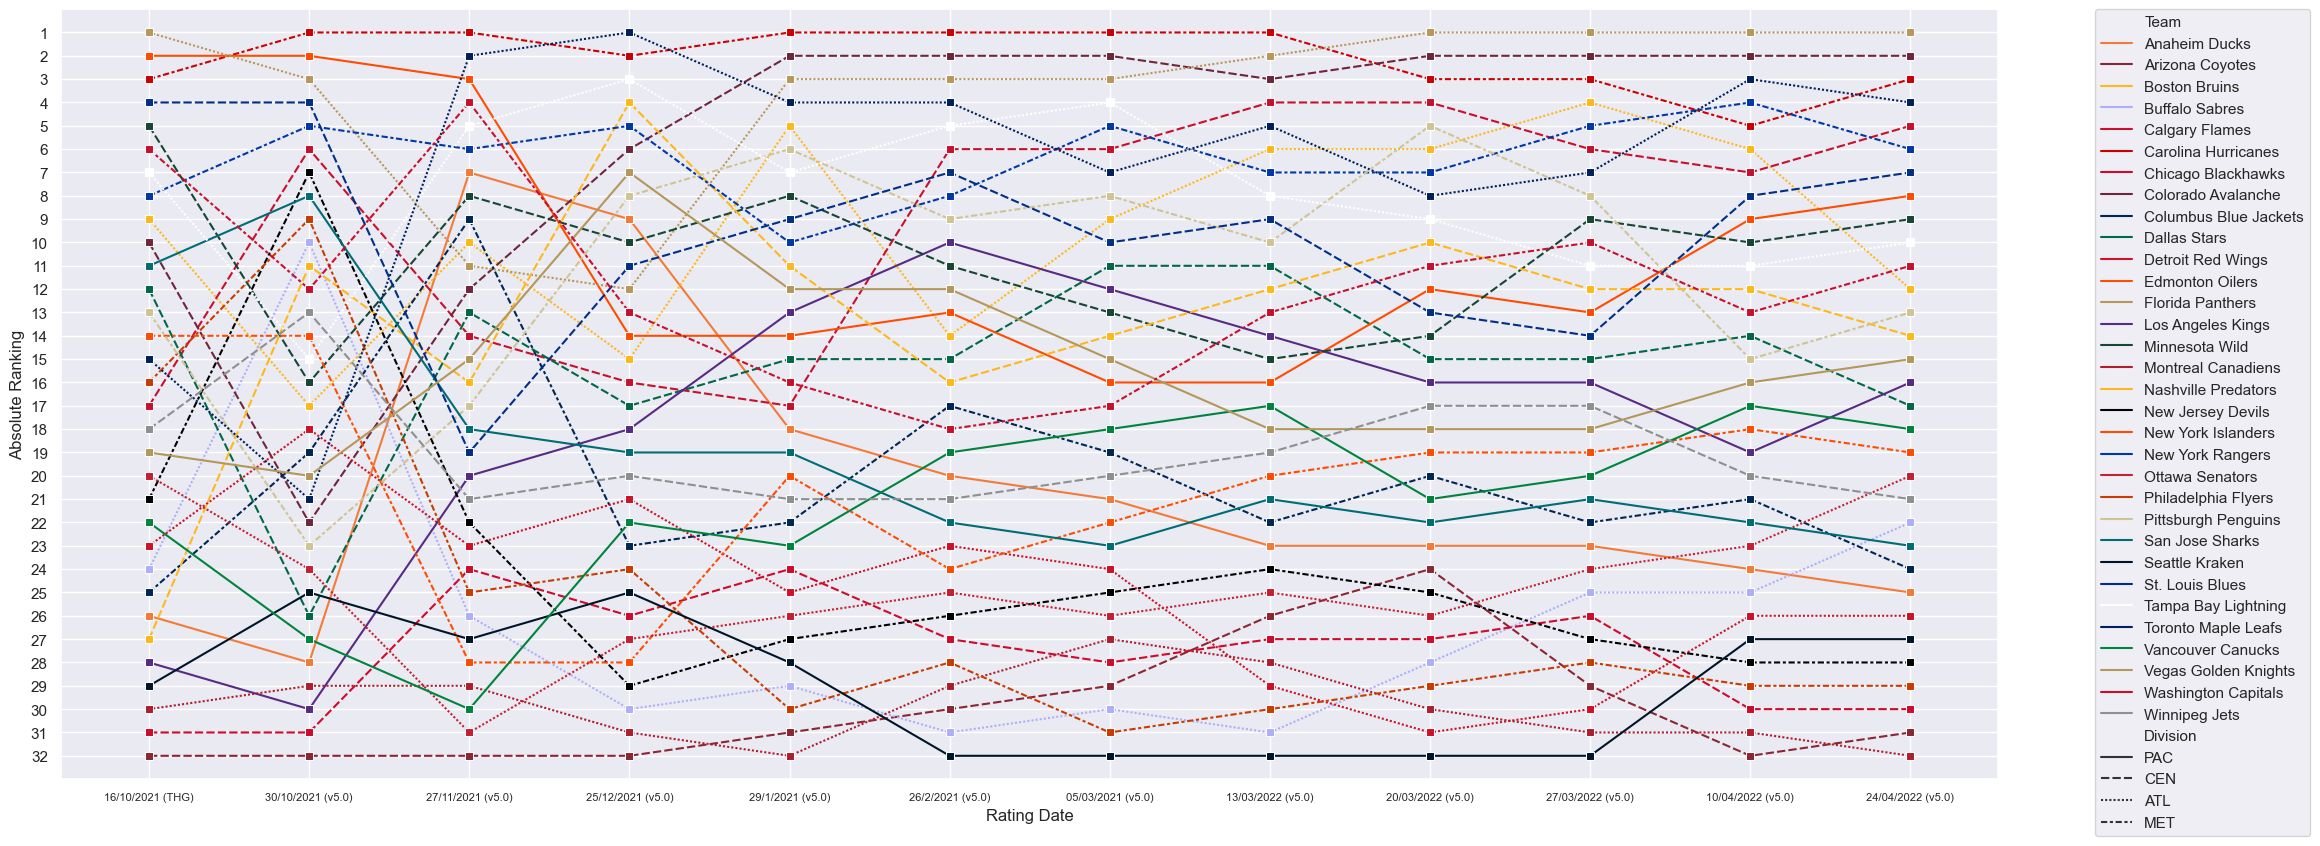 1
2
3
4
5
6
7
8
9
10
11
12
13
14
15
16
17
18
19
20
21
22
23
24
25
26
27
28
29
30
31
32
Absolute Ranking
16/10/2021 (THG) 30/10/2021 (v5.0) 27/11/2021 (v5.0) 25/12/2021 (v5.0) 29/1/2021 (v5.0) 26/2/2021 (v5.0) 05/03/2021 (v5.0) 13/03/2022 (v5.0) 20/03/2022 (v5.0) 27/03/2022 (v5.0) 10/04/2022 (v5.0) 24/04/2022 (v5.0)
Rating Date
Team
Anaheim Ducks
Arizona Coyotes
Boston Bruins
Buffalo Sabres
Calgary Flames
Carolina Hurricanes
Chicago Blackhawks
Colorado Avalanche
Columbus Blue Jackets
Dallas Stars
Detroit Red Wings
Edmonton Oilers
Florida Panthers
Los Angeles Kings
Minnesota Wild
Montreal Canadiens
Nashville Predators
New Jersey Devils
New York Islanders
New York Rangers
Ottawa Senators
Philadelphia Flyers
Pittsburgh Penguins
San Jose Sharks
Seattle Kraken
St. Louis Blues
Tampa Bay Lightning
Toronto Maple Leafs
Vancouver Canucks
Vegas Golden Knights
Washington Capitals
Winnipeg Jets
Division
PAC
CEN
ATL
MET